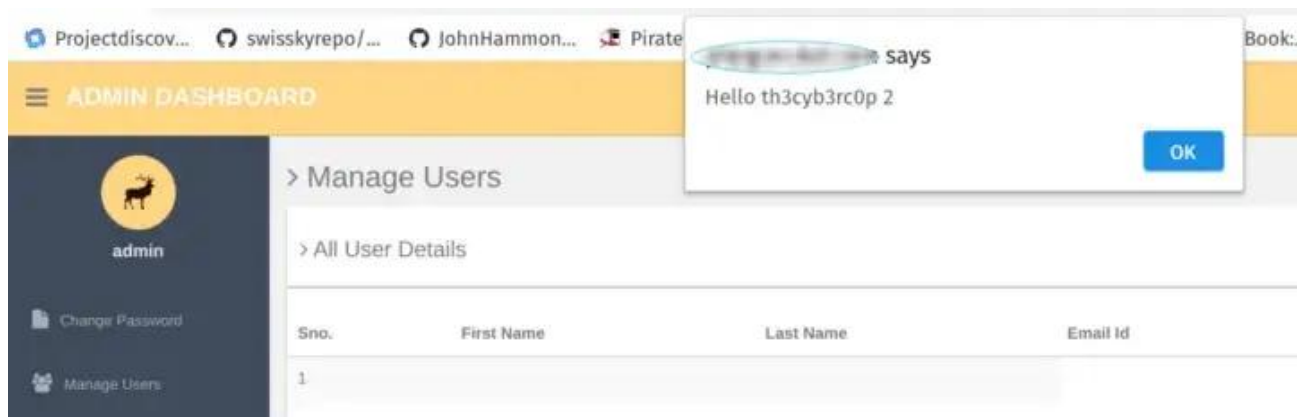 Projectdiscov... swisskyrepo/... JohnHammon... Pirate Book:.
says
Hello th3cyb3rc0p 2
OK
ADMIN DASHBOARD
admin
Change Password
Manage Users
> Manage Users
> All User Details
Sno. First Name Last Name Email Id
1